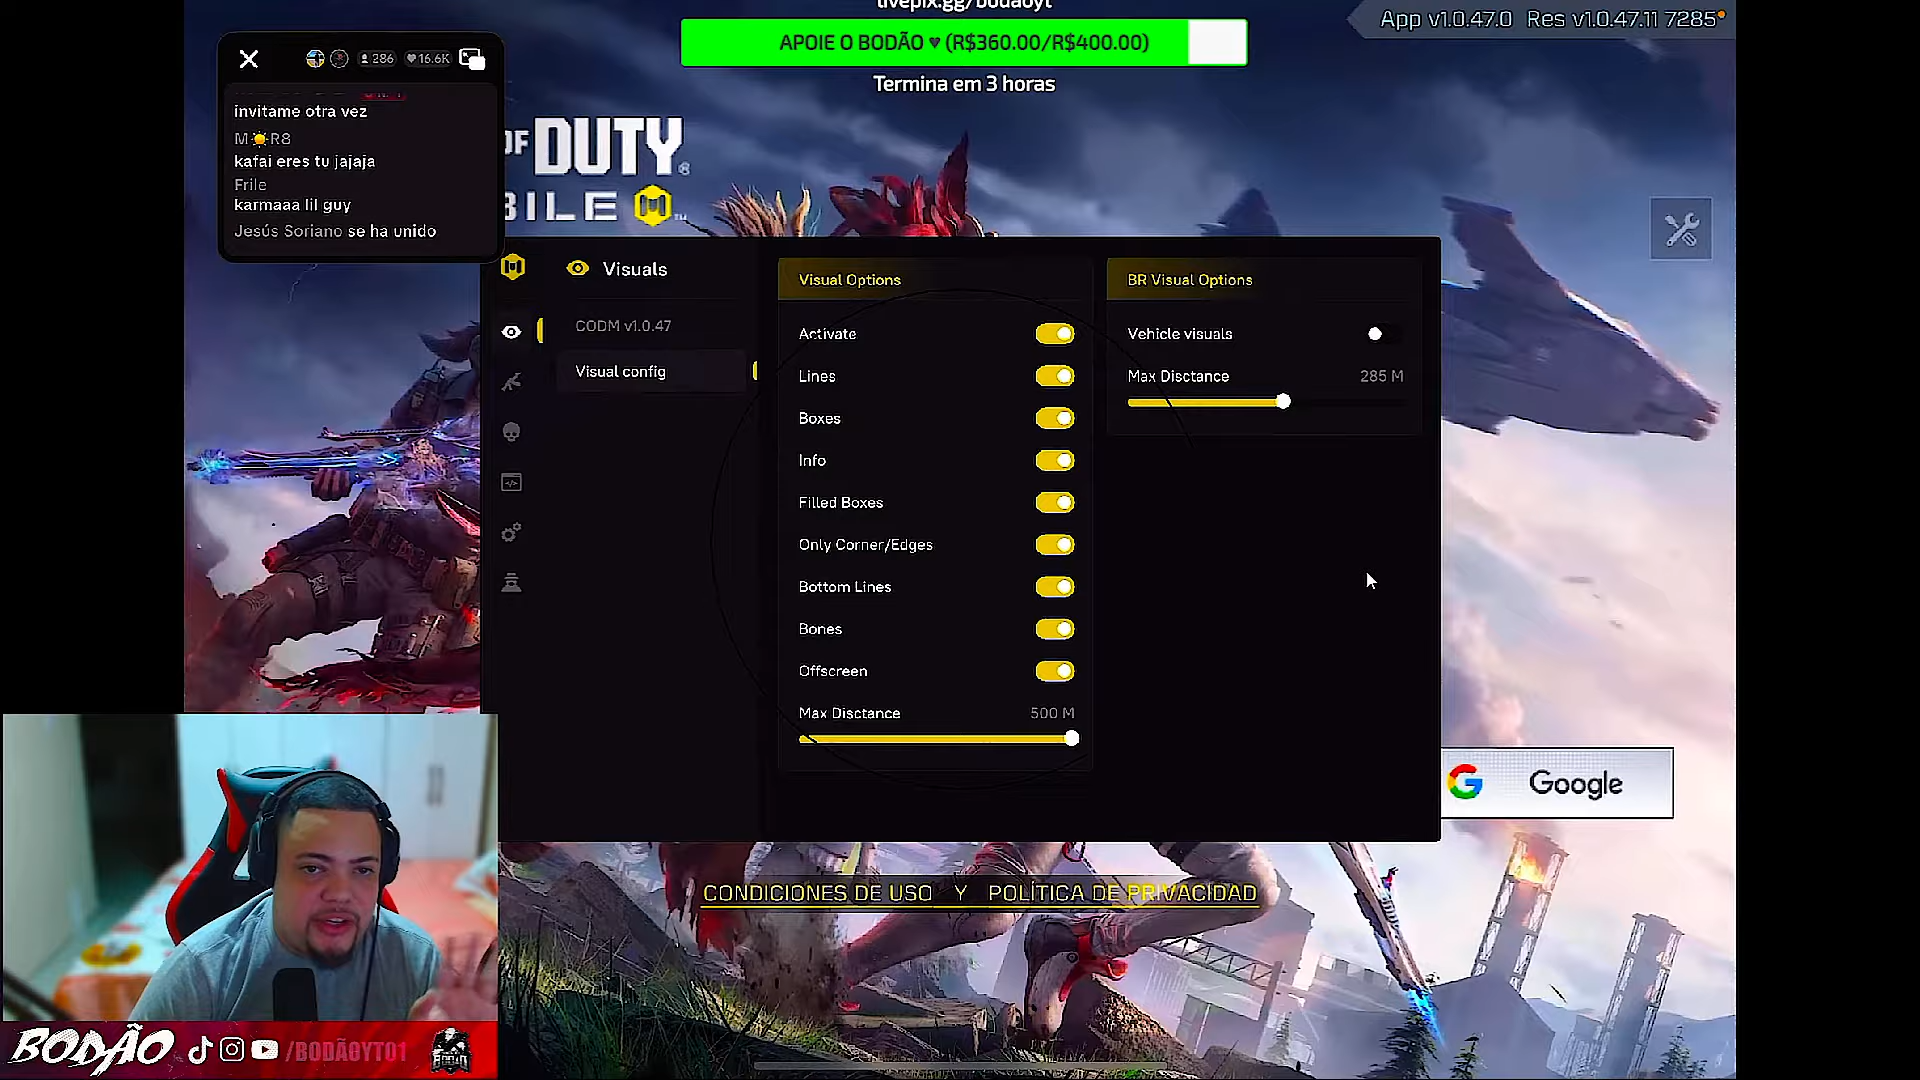 livepix.gg/bodaoyt
APOIE O BODÃO ♥ (R$360.00/R$400.00)
Termina em 3 horas
App v1.0.47.0 Res v1.0.47.11 7285
286
16.6K
invitame otra vez
M☀️R8
kafai eres tu jajaja
Frile
karmaaa lil guy
Jesús Soriano se ha unido
OF DUTY
BILE
Visuals
CODM v1.0.47
Visual config
Visual Options
Activate
Lines
Boxes
Info
Filled Boxes
Only Corner/Edges
Bottom Lines
Bones
Offscreen
Max Disctance 500 M
BR Visual Options
Vehicle visuals
Max Disctance 285 M
Google
CONDICIONES DE USO Y POLÍTICA DE PRIVACIDAD
BODÃO /BODÃOYT01